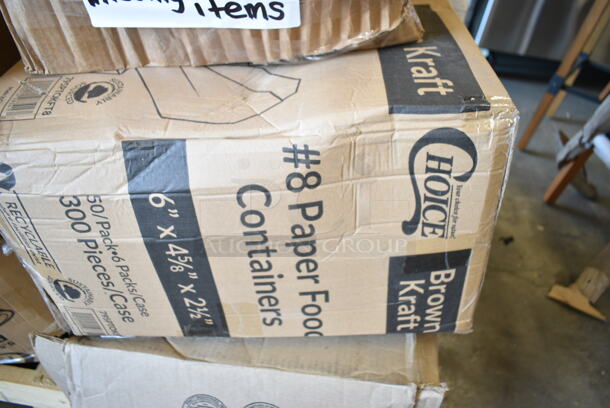 items
Kraft
CHOICE
Brown
Kraft
#8 Paper Food
Containers
6" x 4⅝" x 2½"
50/Pack-6 Packs/Case
300 Pieces/Case
RECYCLABLE
GROUP